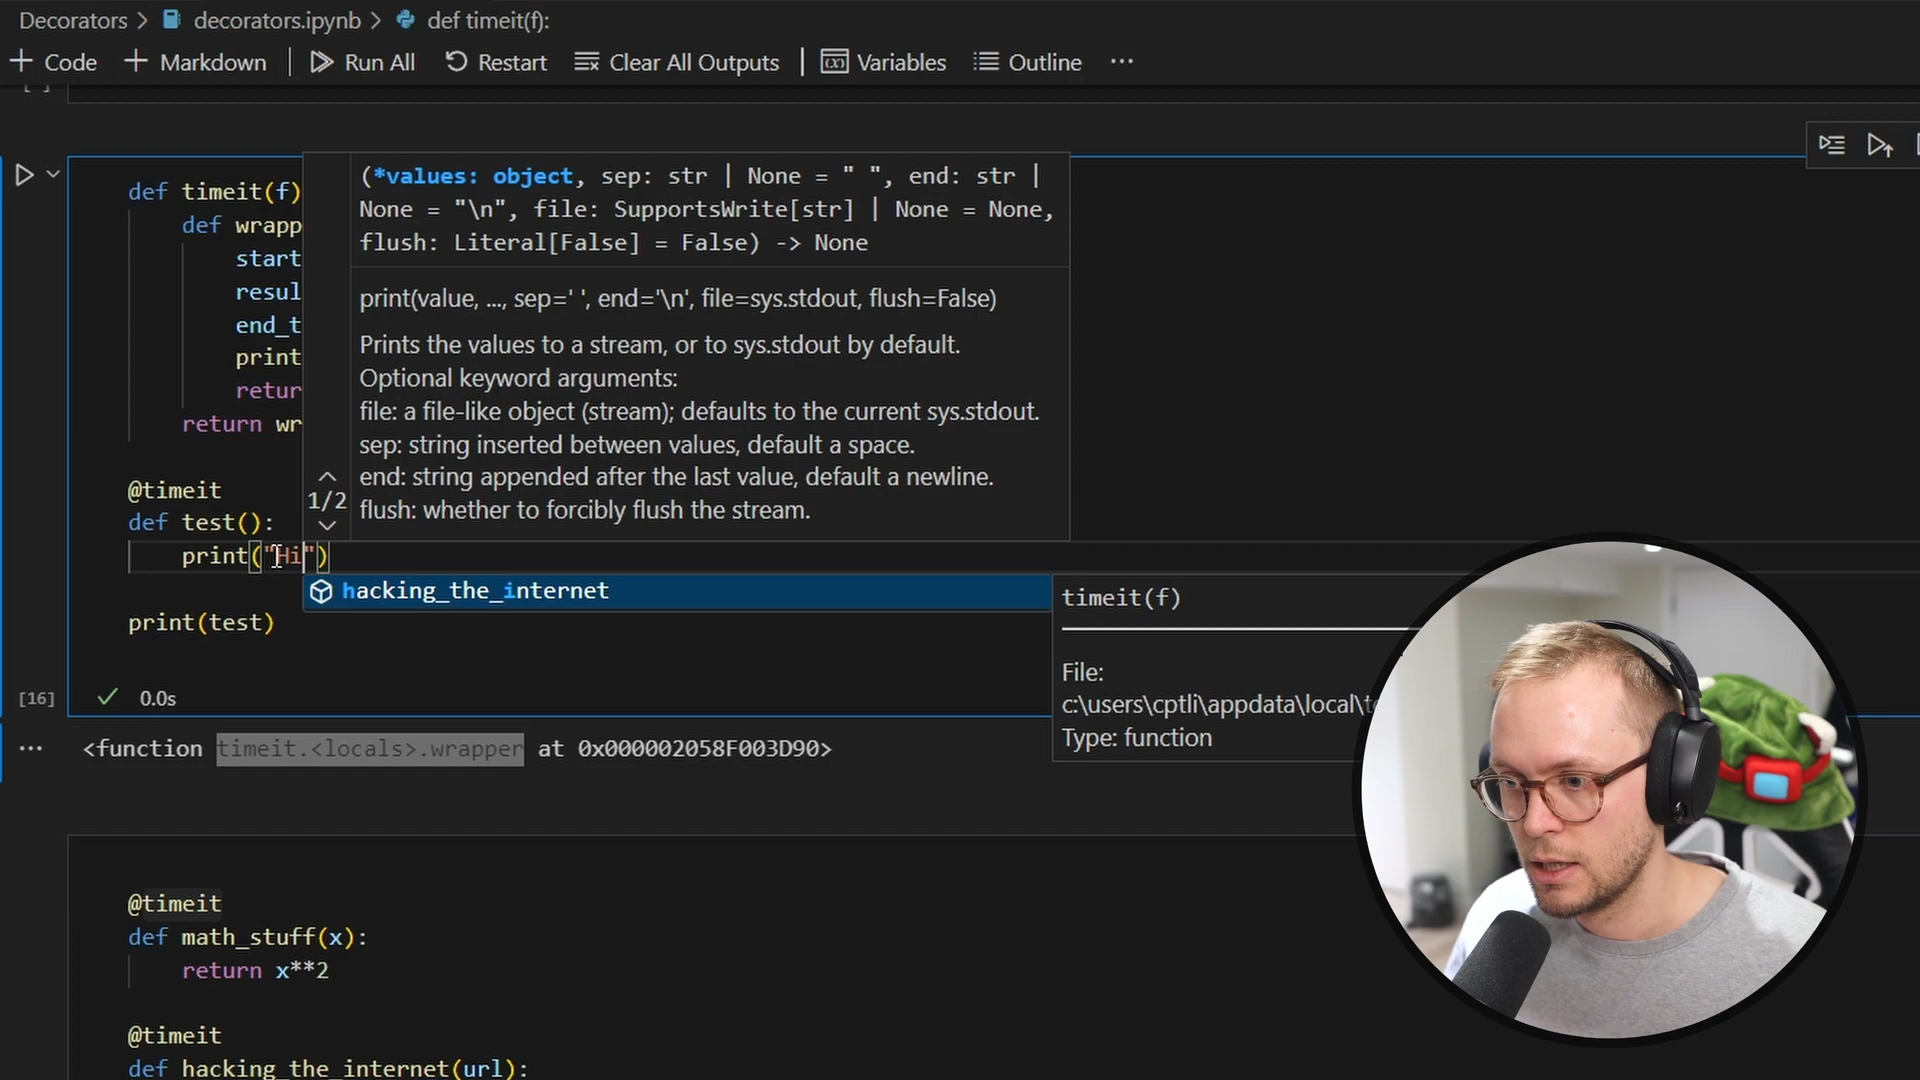 Decorators > decorators.ipynb > def timeit(f):
+ Code + Markdown | Run All Restart Clear All Outputs | Variables Outline ...
def timeit(f)
def wrapp
start
resul
end_t
print
retur
return wr
(*values: object, sep: str | None = " ", end: str |
None = "\n", file: SupportsWrite[str] | None = None,
flush: Literal[False] = False) -> None
print(value, ..., sep=' ', end='\n', file=sys.stdout, flush=False)
Prints the values to a stream, or to sys.stdout by default.
Optional keyword arguments:
file: a file-like object (stream); defaults to the current sys.stdout.
sep: string inserted between values, default a space.
end: string appended after the last value, default a newline.
flush: whether to forcibly flush the stream.
1/2
@timeit
def test():
print("Hi")
hacking_the_internet
print(test)
timeit(f)
File:
c:\users\cptli\appdata\local\t
Type: function
[16] 0.0s
... <function timeit.<locals>.wrapper at 0x000002058F003D90>
@timeit
def math_stuff(x):
return x**2
@timeit
def hacking_the_internet(url):